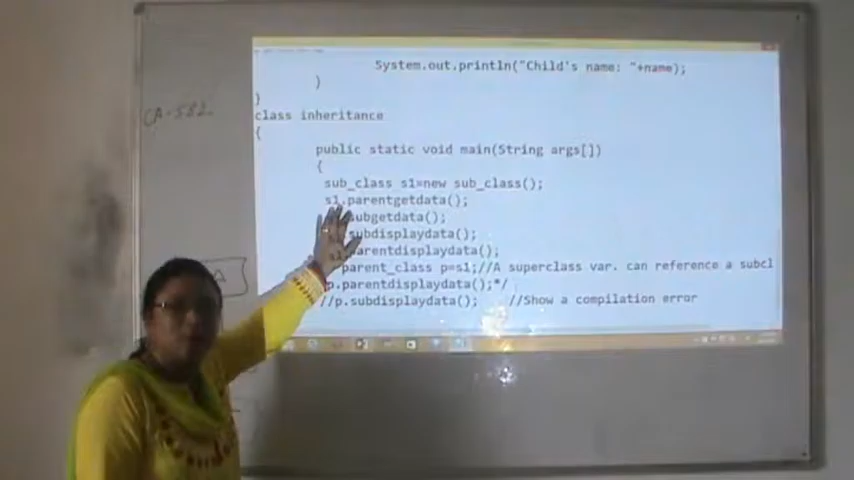 System.out.println("Child's name: "+name);
}
}
CA-582
class inheritance
{
public static void main(String args[])
{
sub_class s1=new sub_class();
s1.parentgetdata();
subgetdata();
subdisplaydata();
parentdisplaydata();
parent_class p=s1;//A superclass var. can reference a subcl
p.parentdisplaydata();*/
//p.subdisplaydata(); //Show a compilation error
A